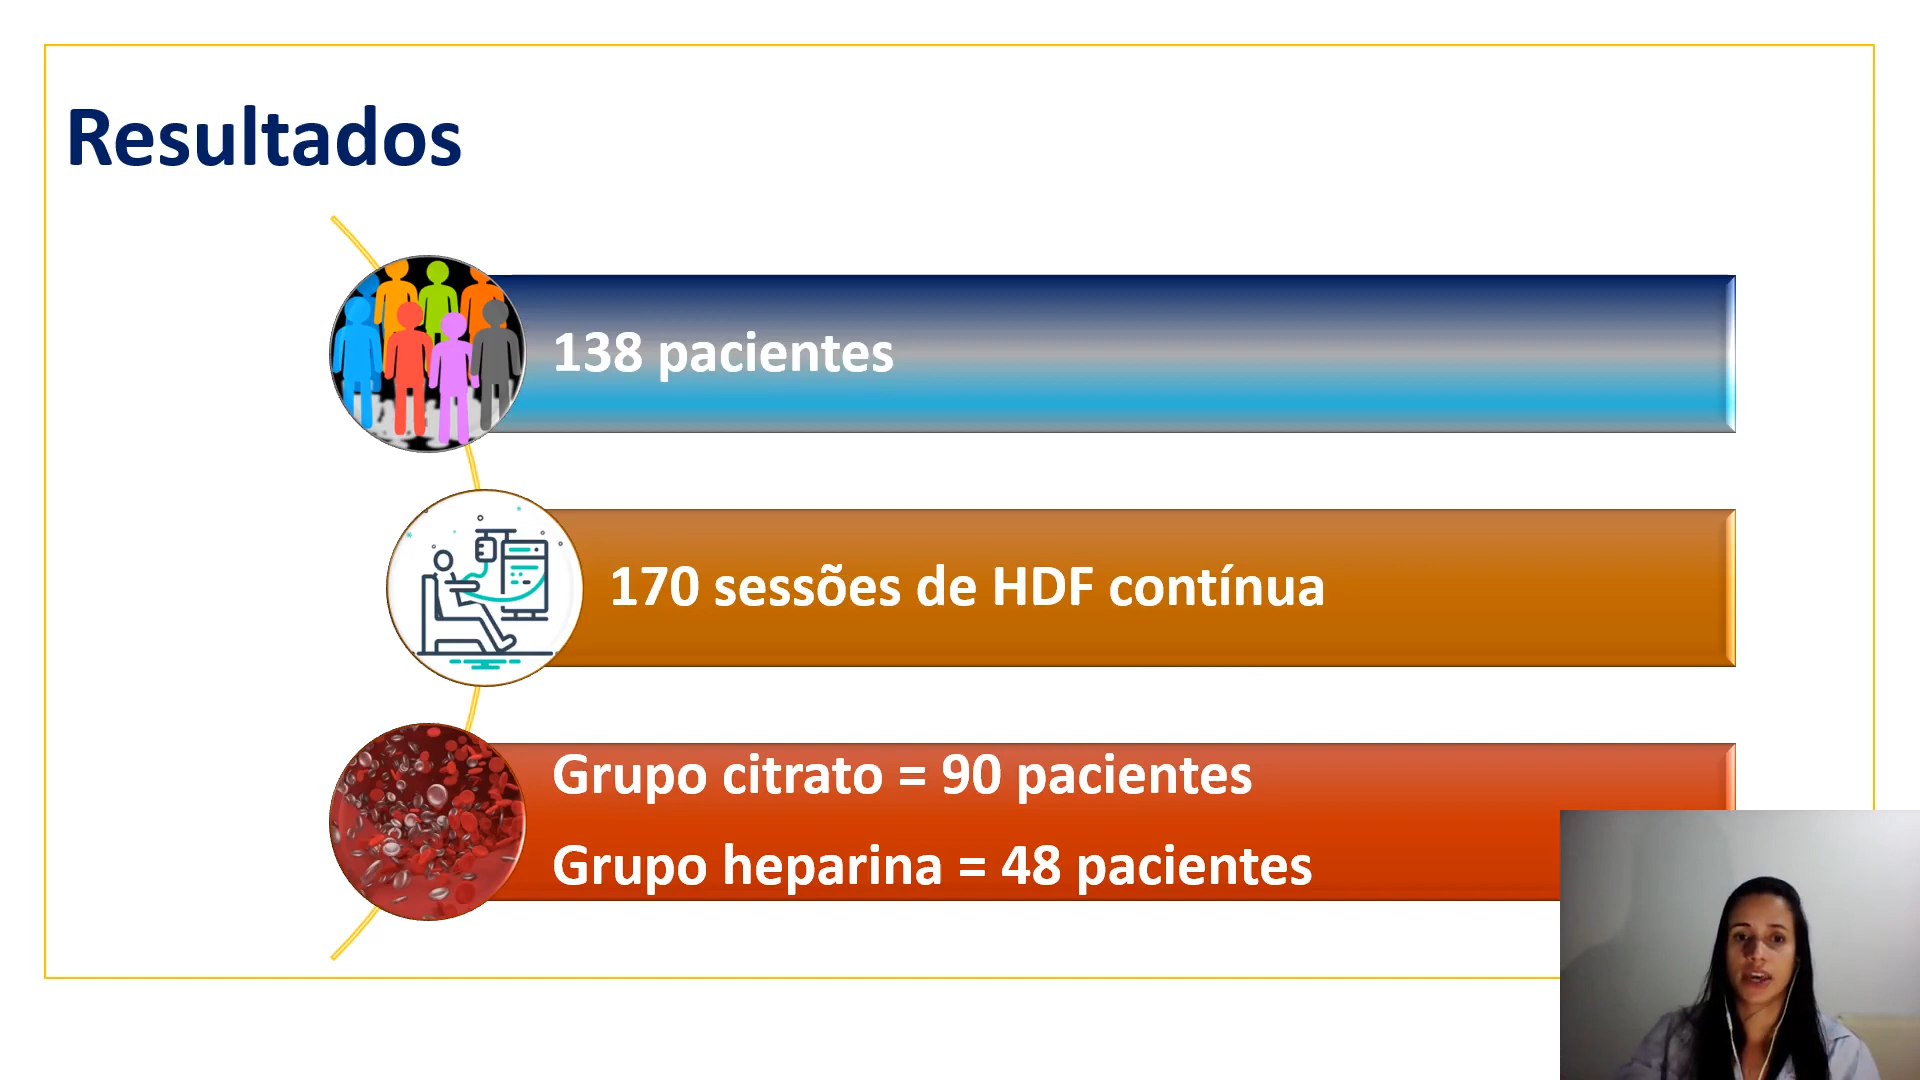 Resultados
138 pacientes
170 sessões de HDF contínua
Grupo citrato = 90 pacientes
Grupo heparina = 48 pacientes